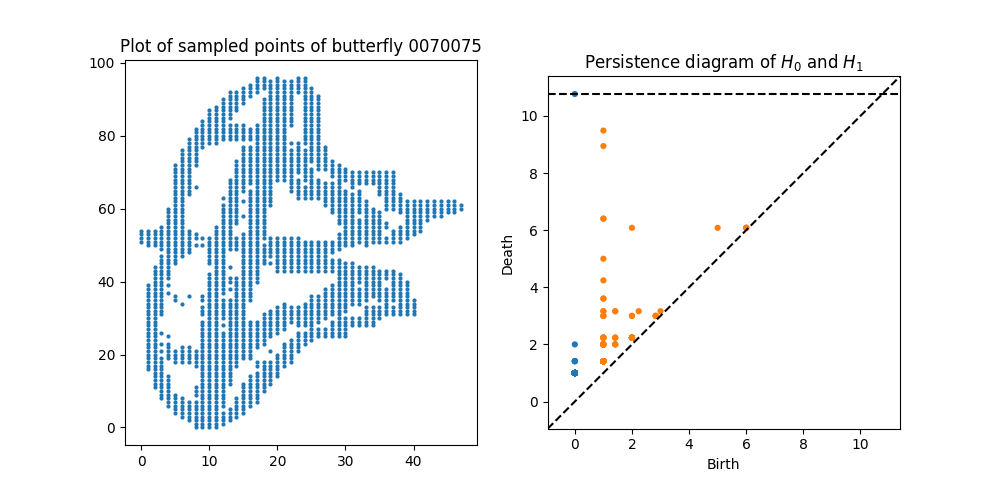 Plot of sampled points of butterfly 0070075
100
80
60
40
20
0
0 10 20 30 40
Persistence diagram of H₀ and H₁
Death
10
8
6
4
2
0
0 2 4 6 8 10
Birth